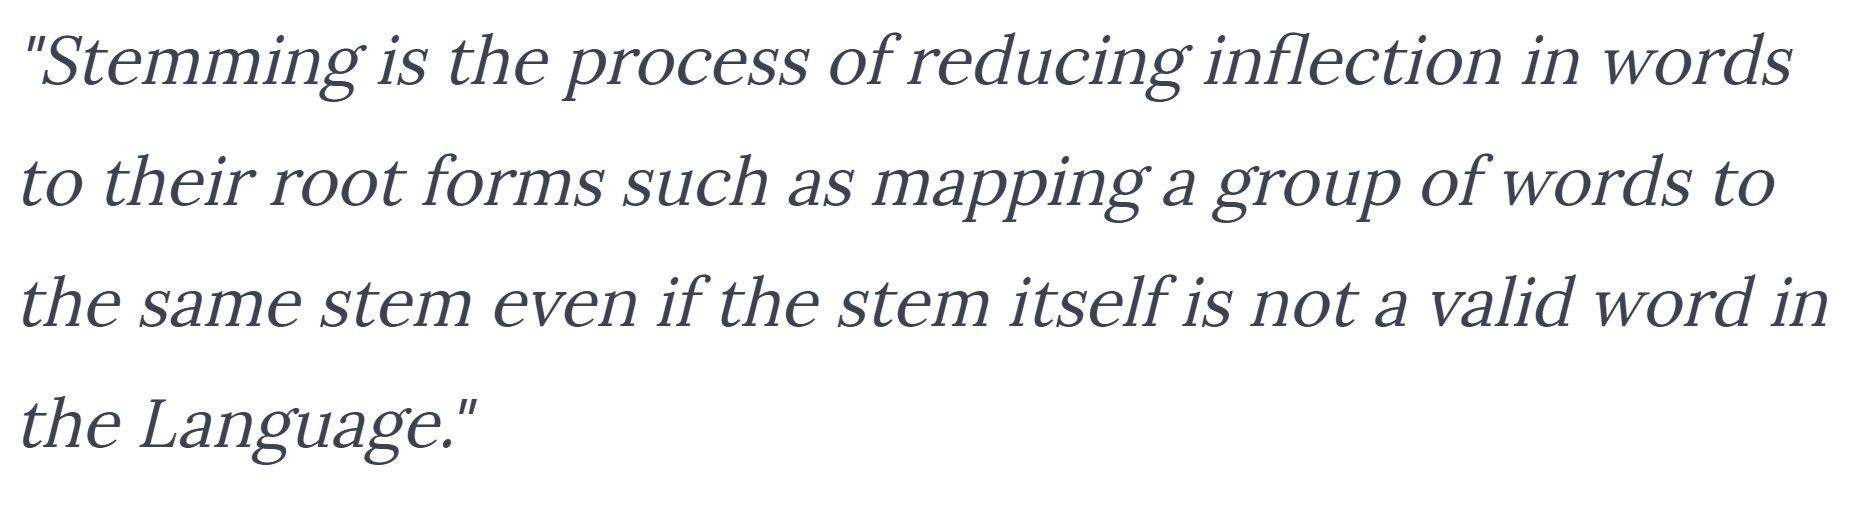 "Stemming is the process of reducing inflection in words
to their root forms such as mapping a group of words to
the same stem even if the stem itself is not a valid word in
the Language."